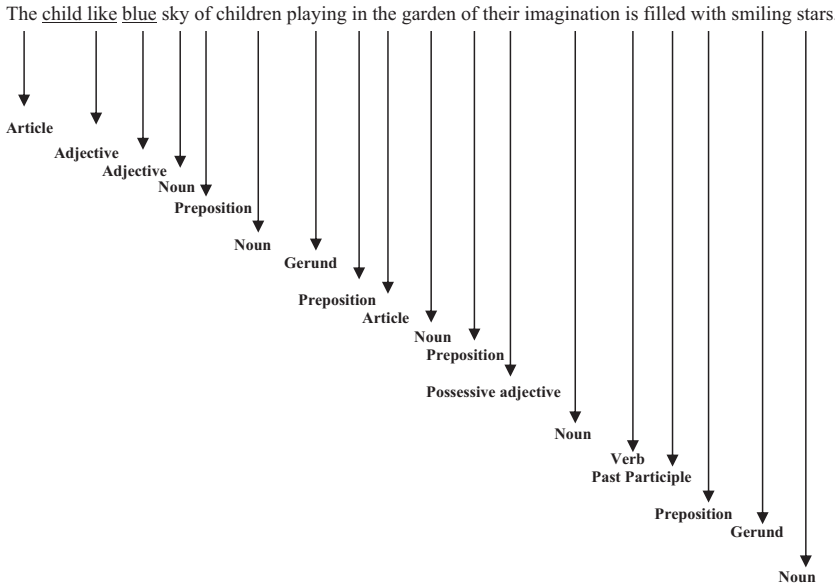 The child like blue sky of children playing in the garden of their imagination is filled with smiling stars
Article
Adjective
Adjective
Noun
Preposition
Noun
Gerund
Preposition
Article
Noun
Preposition
Possessive adjective
Noun
Verb
Past Participle
Preposition
Gerund
Noun